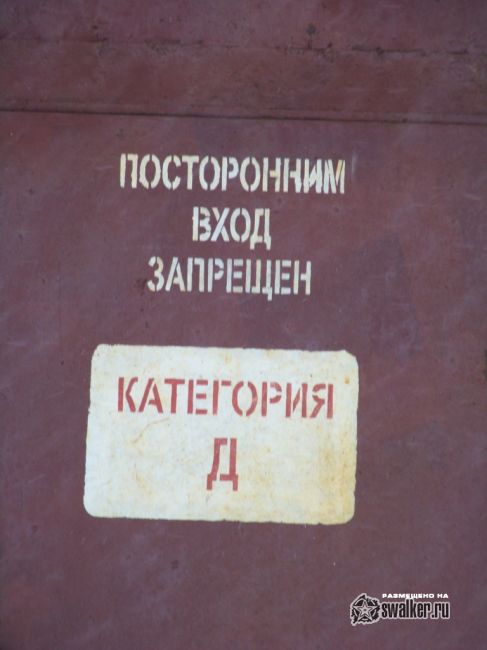 ПОСТОРОННИМ
ВХОД
ЗАПРЕЩЕН
КАТЕГОРИЯ
Д
РАЗМЕЩЕНО НА
swalker.ru